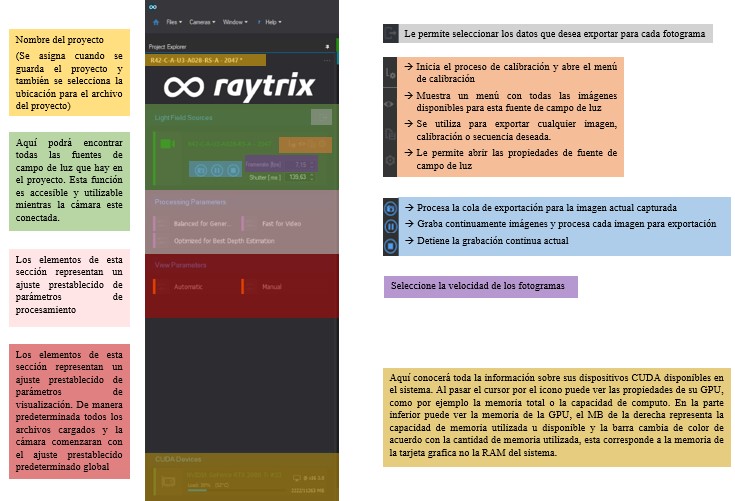 Nombre del proyecto
(Se asigna cuando se
guarda el proyecto y
también se selecciona la
ubicación para el archivo
del proyecto)
Aquí podrá encontrar
todas las fuentes de
campo de luz que hay en
el proyecto. Esta función
es accesible y utilizable
mientras la cámara este
conectada.
Los elementos de esta
sección representan un
ajuste prestablecido de
parámetros de
procesamiento
Los elementos de esta
sección representan un
ajuste prestablecido de
parámetros de
visualización. De manera
predeterminada todos los
archivos cargados y la
cámara comenzaran con
el ajuste prestablecido
predeterminado global
Files Cameras Window Help
Project Explorer
R42-C-A-U3-A028-RS-A - 2047 *
raytrix
Light Field Sources
Framerate [fps] 7.15
Shutter [ms] 139.63
Processing Parameters
Balanced for Gener... Fast for Video
Optimized for Best Depth Estimation
View Parameters
Automatic Manual
CUDA Devices
Le permite seleccionar los datos que desea exportar para cada fotograma
→ Inicia el proceso de calibración y abre el menú
de calibración
→ Muestra un menú con todas las imágenes
disponibles para esta fuente de campo de luz
→ Se utiliza para exportar cualquier imagen,
calibración o secuencia deseada.
→ Le permite abrir las propiedades de fuente de
campo de luz
→ Procesa la cola de exportación para la imagen actual capturada
→ Graba continuamente imágenes y procesa cada imagen para exportación
→ Detiene la grabación continua actual
Seleccione la velocidad de los fotogramas
Aquí conocerá toda la información sobre sus dispositivos CUDA disponibles en
el sistema. Al pasar el cursor por el icono puede ver las propiedades de su GPU,
como por ejemplo la memoria total o la capacidad de computo. En la parte
inferior puede ver la memoria de la GPU, el MB de la derecha representa la
capacidad de memoria utilizada u disponible y la barra cambia de color de
acuerdo con la cantidad de memoria utilizada, esta corresponde a la memoria de
la tarjeta grafica no la RAM del sistema.